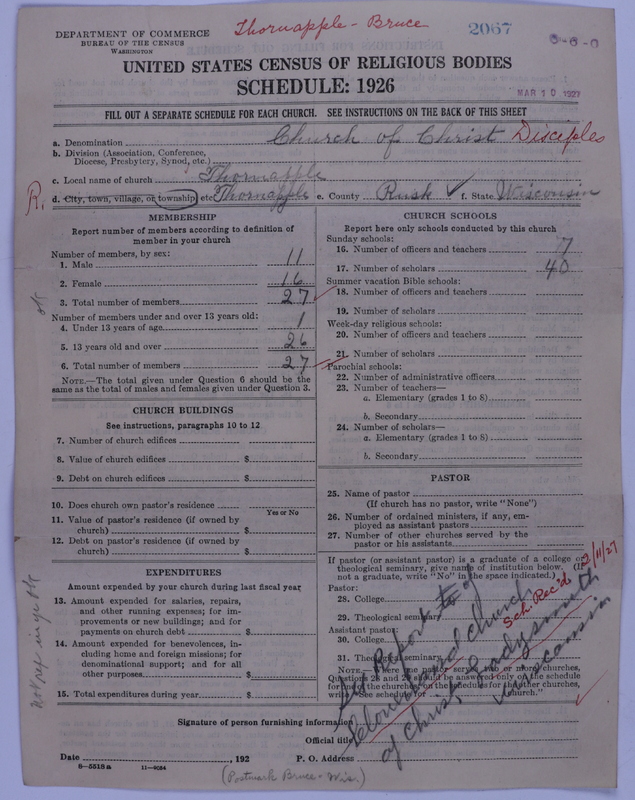 Thornapple - Bruce
2067
DEPARTMENT OF COMMERCE
BUREAU OF THE CENSUS
WASHINGTON
UNITED STATES CENSUS OF RELIGIOUS BODIES
SCHEDULE: 1926
MAR 10 1927
FILL OUT A SEPARATE SCHEDULE FOR EACH CHURCH. SEE INSTRUCTIONS ON THE BACK OF THIS SHEET
a. Denomination Church of Christ Disciples
b. Division (Association, Conference, Diocese, Presbytery, Synod, etc.)
c. Local name of church Thornapple
R. d. City, town, village, or township, etc. Thornapple e. County Rusk ✓ f. State Wisconsin
MEMBERSHIP
Report number of members according to definition of member in your church
Number of members, by sex:
1. Male 11
2. Female 16
3. Total number of members 27
Number of members under and over 13 years old:
4. Under 13 years of age 1
5. 13 years old and over 26
6. Total number of members 27
NOTE.—The total given under Question 6 should be the same as the total of males and females given under Question 3.
CHURCH BUILDINGS
See instructions, paragraphs 10 to 12
7. Number of church edifices
8. Value of church edifices $
9. Debt on church edifices $
10. Does church own pastor's residence
Yes or No
11. Value of pastor's residence (if owned by church) $
12. Debt on pastor's residence (if owned by church) $
EXPENDITURES
Amount expended by your church during last fiscal year
13. Amount expended for salaries, repairs, and other running expenses; for improvements or new buildings; and for payments on church debt $
14. Amount expended for benevolences, including home and foreign missions; for denominational support; and for all other purposes $
15. Total expenditures during year $
CHURCH SCHOOLS
Report here only schools conducted by this church
Sunday schools:
16. Number of officers and teachers 7
17. Number of scholars 40
Summer vacation Bible schools:
18. Number of officers and teachers
19. Number of scholars
Week-day religious schools:
20. Number of officers and teachers
21. Number of scholars
Parochial schools:
22. Number of administrative officers
23. Number of teachers—
a. Elementary (grades 1 to 8)
b. Secondary
24. Number of scholars—
a. Elementary (grades 1 to 8)
b. Secondary
PASTOR
25. Name of pastor
(If church has no pastor, write "None")
26. Number of ordained ministers, if any, employed as assistant pastors
27. Number of other churches served by the pastor or his assistants
If pastor (or assistant pastor) is a graduate of a college or theological seminary, give name of institution below. (If not a graduate, write "No" in the space indicated.)
Pastor:
28. College
29. Theological seminary
Assistant pastor:
30. College
31. Theological seminary
Sch. Rec'd 2/11/27
Report to of
church
of Christ Ladysmith
Wisconsin
Signature of person furnishing information
Official title
Date , 192 P. O. Address
8—5518a 11—9084
(Postmark Bruce - Wis.)